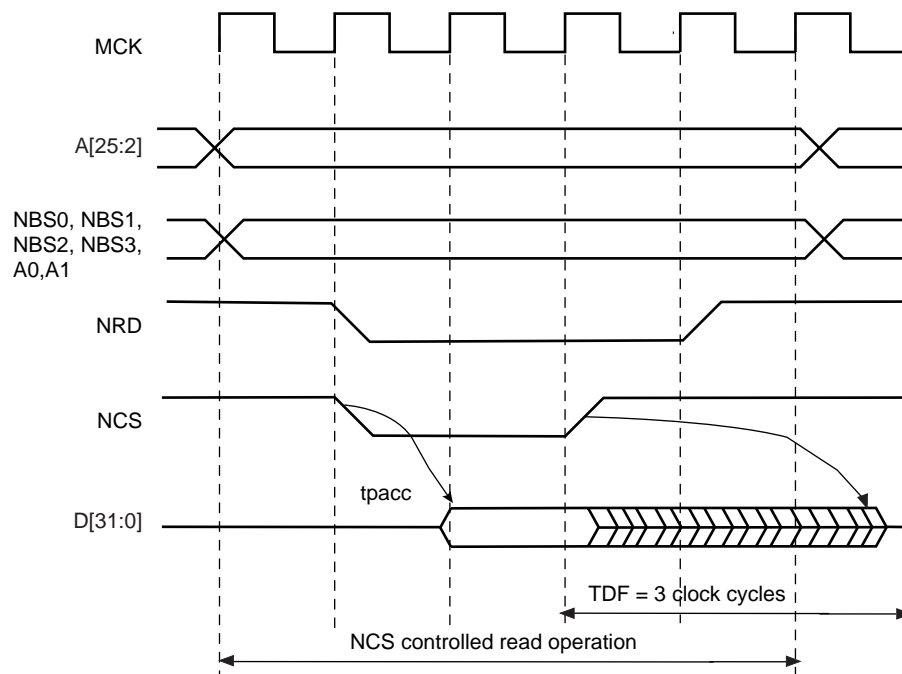 MCK
A[25:2]
NBS0, NBS1,
NBS2, NBS3,
A0,A1
NRD
NCS
tpacc
D[31:0]
TDF = 3 clock cycles
NCS controlled read operation